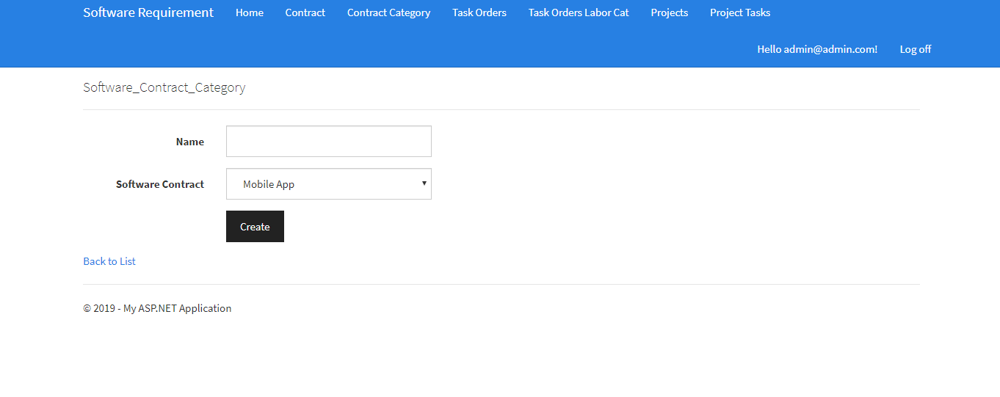 Software Requirement Home Contract Contract Category Task Orders Task Orders Labor Cat Projects Project Tasks
Hello admin@admin.com! Log off
Software_Contract_Category
Name
Software Contract Mobile App
Create
Back to List
© 2019 - My ASP.NET Application